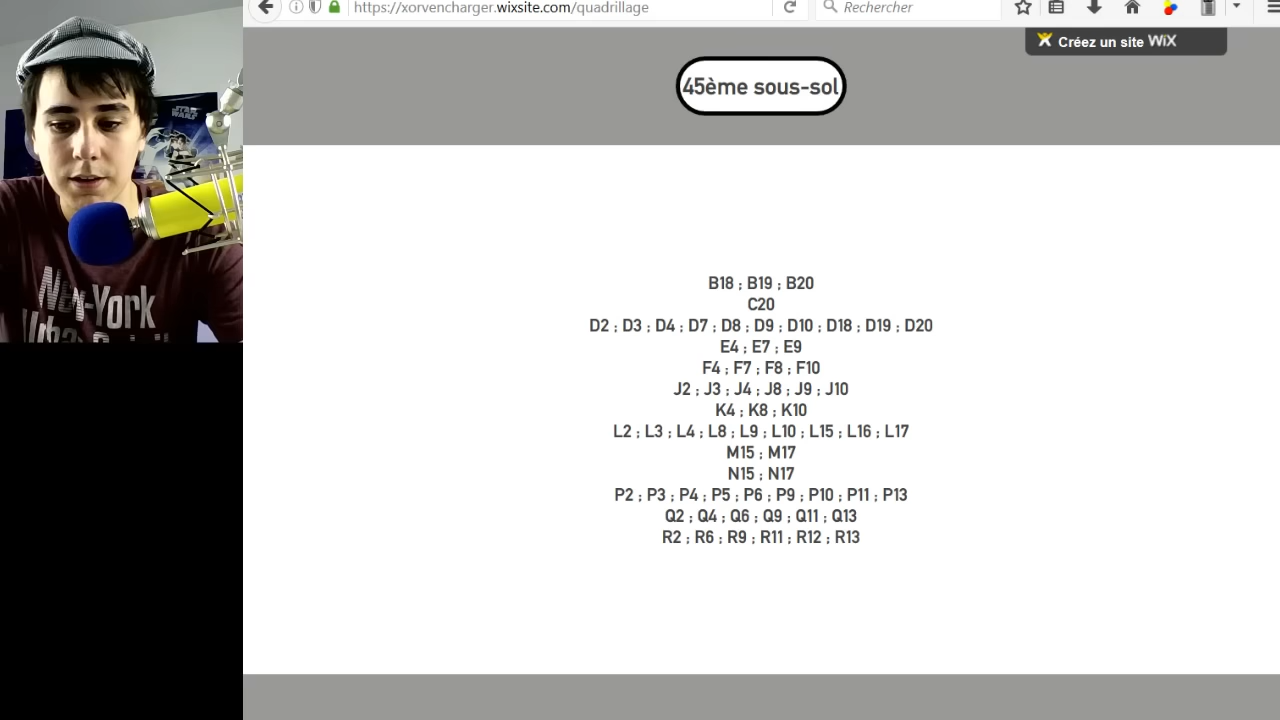 https://xorvencharger.wixsite.com/quadrillage
Rechercher
Créez un site WiX
45ème sous-sol
STAR
WARS
B18 ; B19 ; B20
C20
D2 ; D3 ; D4 ; D7 ; D8 ; D9 ; D10 ; D18 ; D19 ; D20
E4 ; E7 ; E9
F4 ; F7 ; F8 ; F10
J2 ; J3 ; J4 ; J8 ; J9 ; J10
K4 ; K8 ; K10
L2 ; L3 ; L4 ; L8 ; L9 ; L10 ; L15 ; L16 ; L17
M15 ; M17
N15 ; N17
P2 ; P3 ; P4 ; P5 ; P6 ; P9 ; P10 ; P11 ; P13
Q2 ; Q4 ; Q6 ; Q9 ; Q11 ; Q13
R2 ; R6 ; R9 ; R11 ; R12 ; R13
New-York